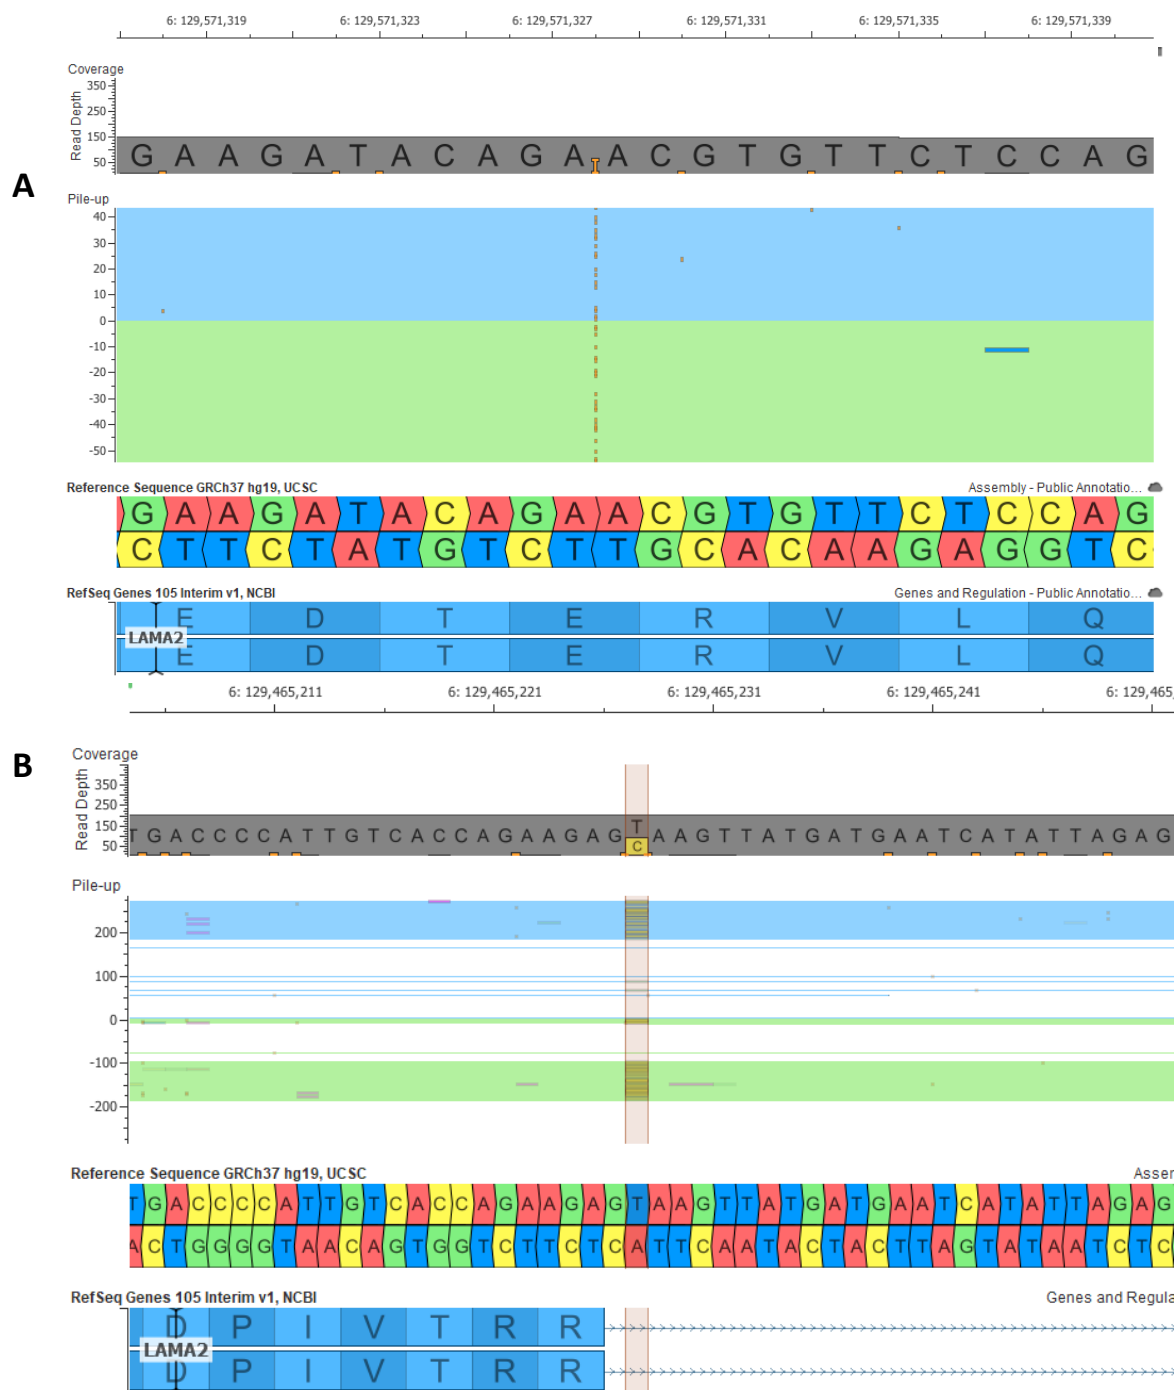 6: 129,571,319 6: 129,571,323 6: 129,571,327 6: 129,571,331 6: 129,571,335 6: 129,571,339
Coverage
Read Depth
350
250
150
50
G A A G A T A C A G A A C G T G T T C T C C A G
I
A
Pile-up
40
30
20
10
0
-10
-20
-30
-40
-50
Reference Sequence GRCh37 hg19, UCSC Assembly - Public Annotatio...
G A A G A T A C A G A A C G T G T T C T C C A G
C T T C T A T G T C T T G C A C A A G A G G T C
RefSeq Genes 105 Interim v1, NCBI Genes and Regulation - Public Annotatio...
E D T E R V L Q
LAMA2
E D T E R V L Q
6: 129,465,211 6: 129,465,221 6: 129,465,231 6: 129,465,241 6: 129,465,
B
Coverage
Read Depth
350
250
150
50
T G A C C C C A T T G T C A C C A G A A G A G T A A G T T A T G A T G A A T C A T A T T A G A G
C
Pile-up
200
100
0
-100
-200
Reference Sequence GRCh37 hg19, UCSC Asser
T G A C C C C A T T G T C A C C A G A A G A G T A A G T T A T G A T G A A T C A T A T T A G A G
A C T G G G G T A A C A G T G G T C T T C T C A T T C A A T A C T A C T T A G T A T A A T C T C
RefSeq Genes 105 Interim v1, NCBI Genes and Regula
D P I V T R R
LAMA2
D P I V T R R